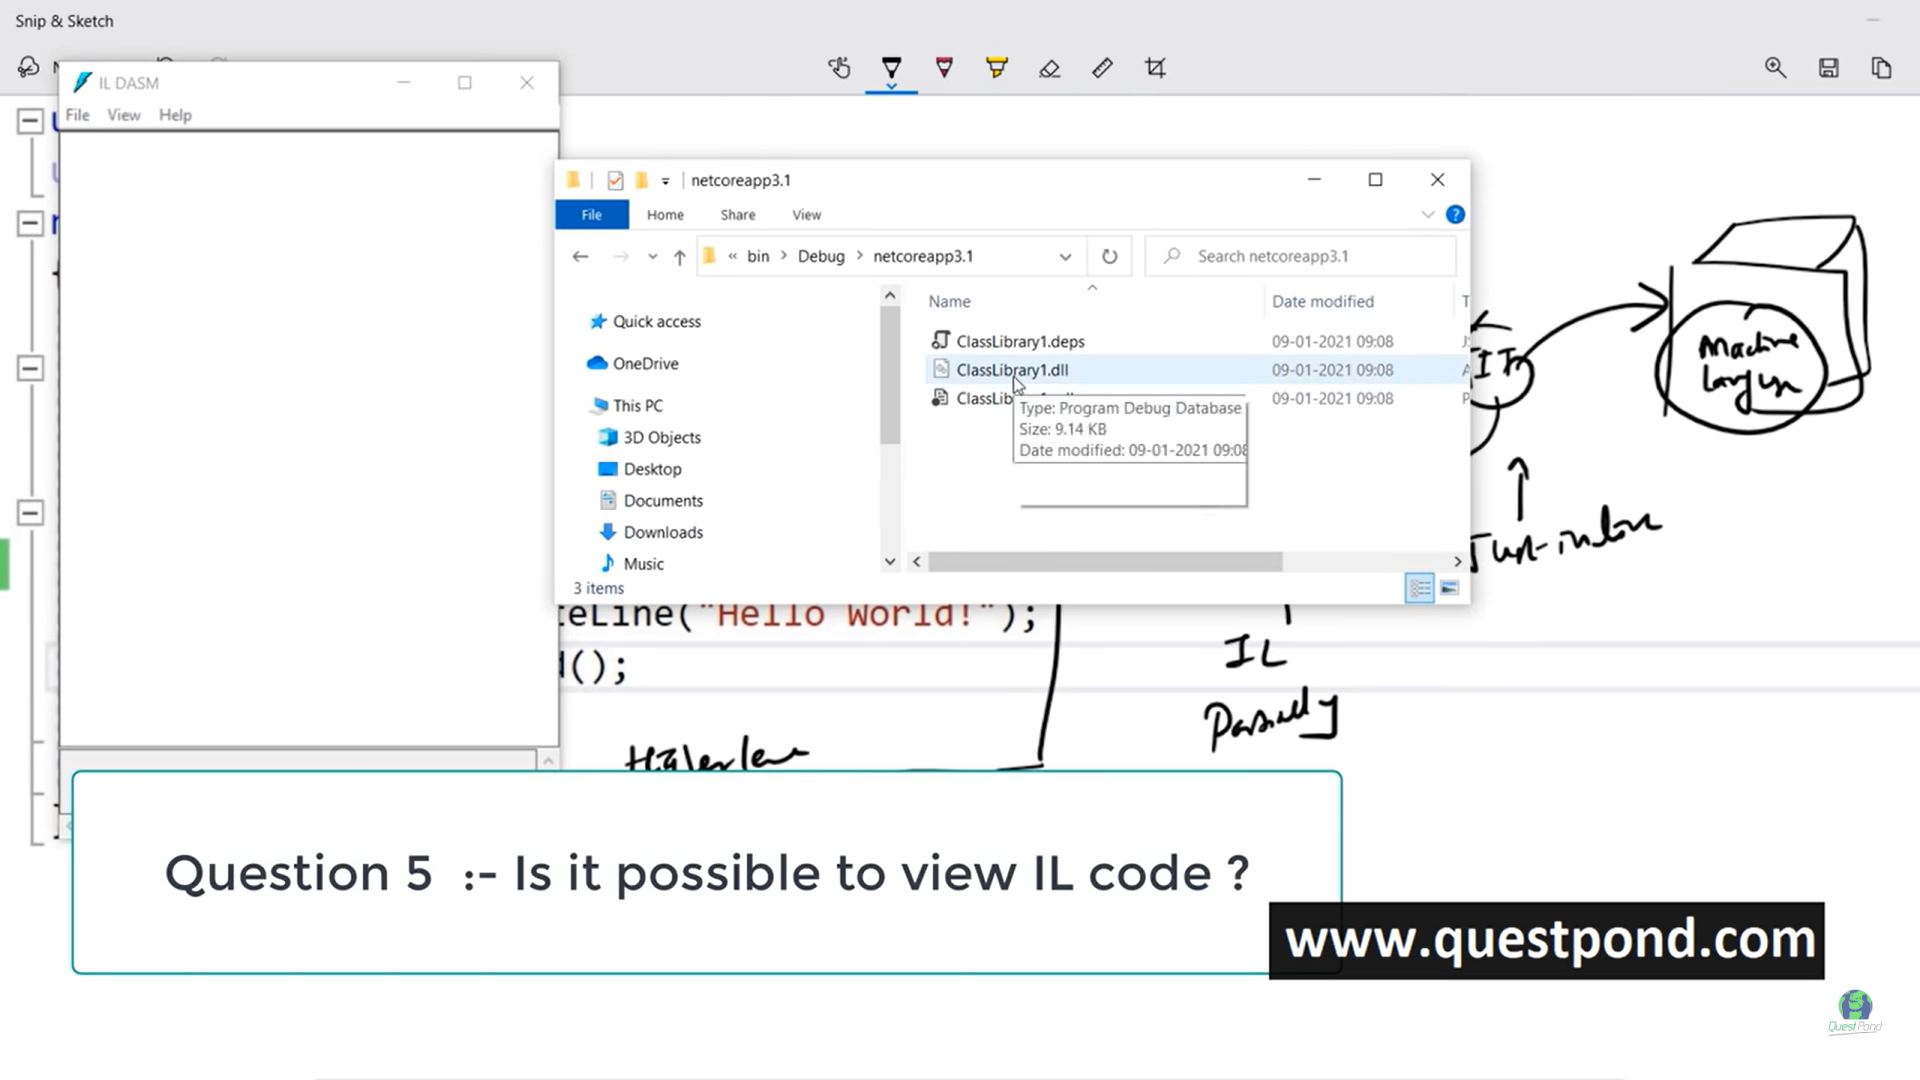 Snip & Sketch
IL DASM
File View Help
netcoreapp3.1
File Home Share View
« bin > Debug > netcoreapp3.1
Search netcoreapp3.1
Name Date modified
Quick access
OneDrive
This PC
3D Objects
Desktop
Documents
Downloads
Music
ClassLibrary1.deps 09-01-2021 09:08
ClassLibrary1.dll 09-01-2021 09:08
09-01-2021 09:08
Type: Program Debug Database
Size: 9.14 KB
Date modified: 09-01-2021 09:08
3 items
Machine
JIT
eLine("Hello World!");
d();
IL
Question 5 :- Is it possible to view IL code ?
www.questpond.com
QuestPond